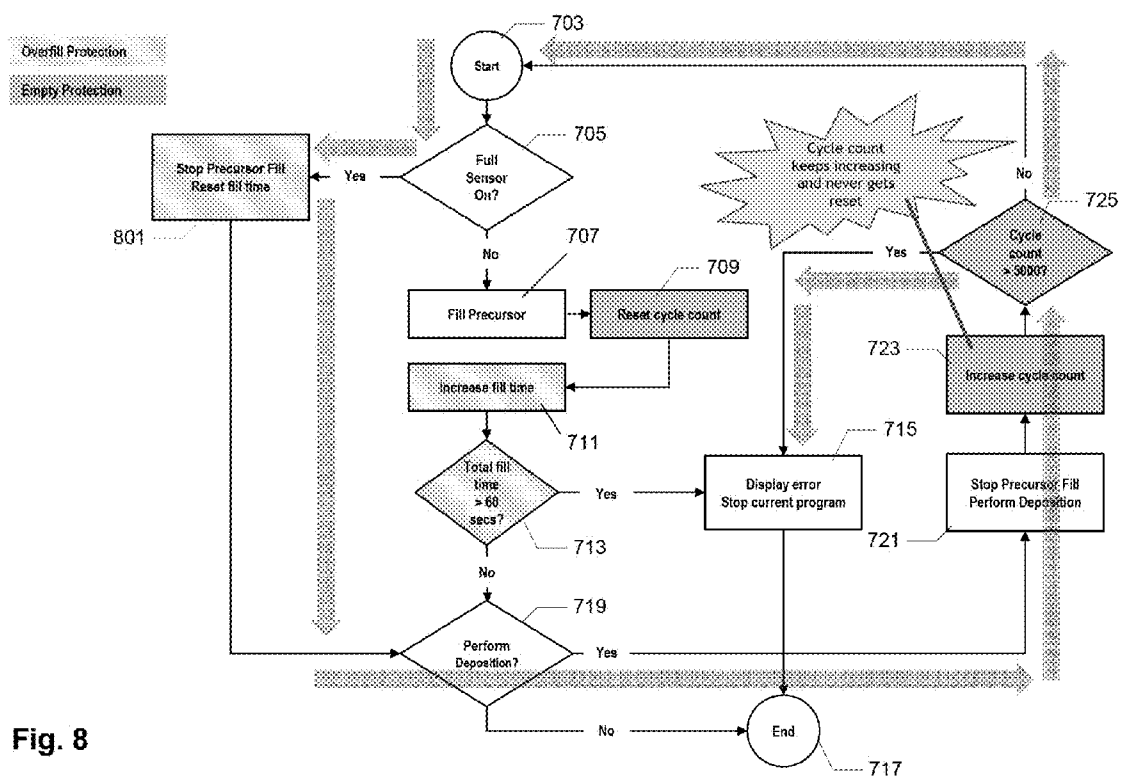 703
Overfill Protection
Empty Protection
Start
705
Full
Sensor
On?
Yes
Stop Precursor Fill
Reset fill time
801
No
707
Fill Precursor
709
Reset cycle count
Increase fill time
711
Total fill
time
> 60
secs?
713
Yes
No
719
Perform
Deposition?
Yes
No
715
Display error
Stop current program
End
717
721
Stop Precursor Fill
Perform Deposition
723
Increase cycle count
Cycle count
keeps increasing
and never gets
reset
725
Cycle
count
> 5000?
Yes
No
Fig. 8